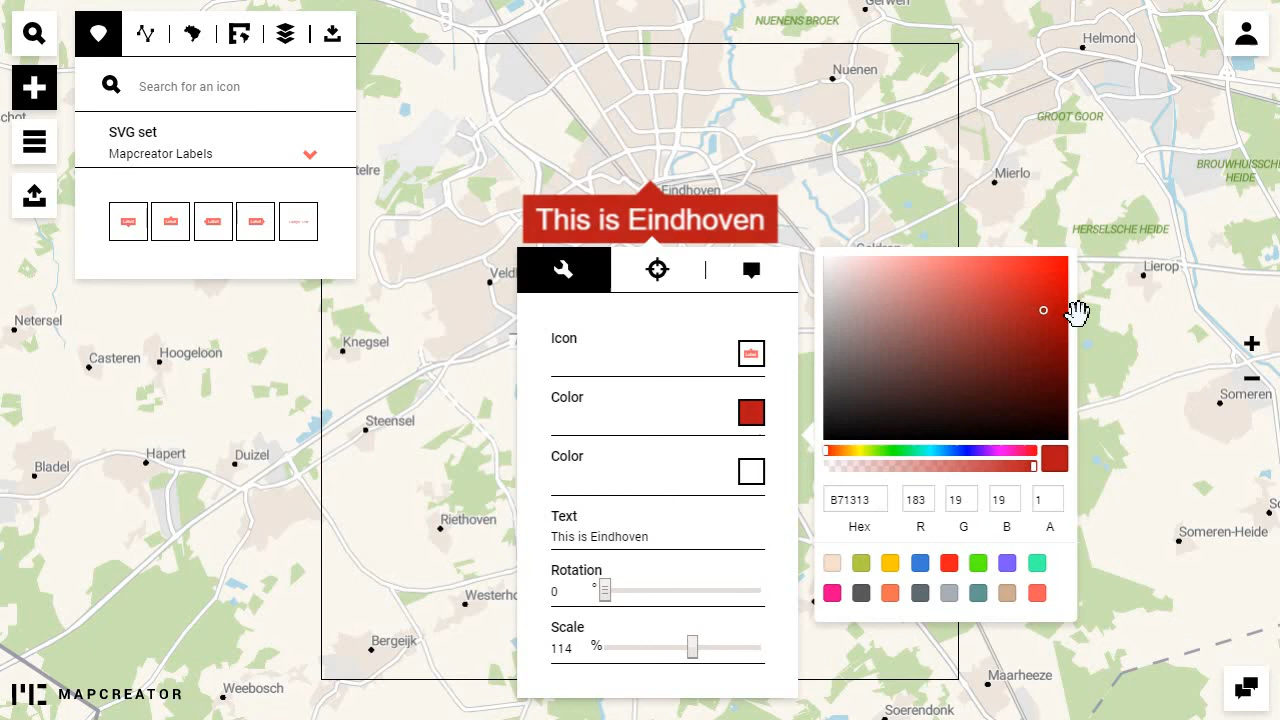 NUENENS BROEK
Gerwen
Helmond
Nuenen
Search for an icon
GROOT GOOR
SVG set
Mapcreator Labels
BROUWHUISSCHE
HEIDE
Mierlo
Eindhoven
This is Eindhoven
HERSELSCHE HEIDE
Lierop
Netersel
Casteren
Hoogeloon
Knegsel
Icon
Color
Someren
Steensel
Color
Hapert
Duizel
Bladel
B71313
183
19
19
1
Hex
R
G
B
A
Text
This is Eindhoven
Riethoven
Someren-Heide
Rotation
0
°
Scale
114
%
Bergeijk
Maarheeze
Weebosch
MAPCREATOR
Soerendonk